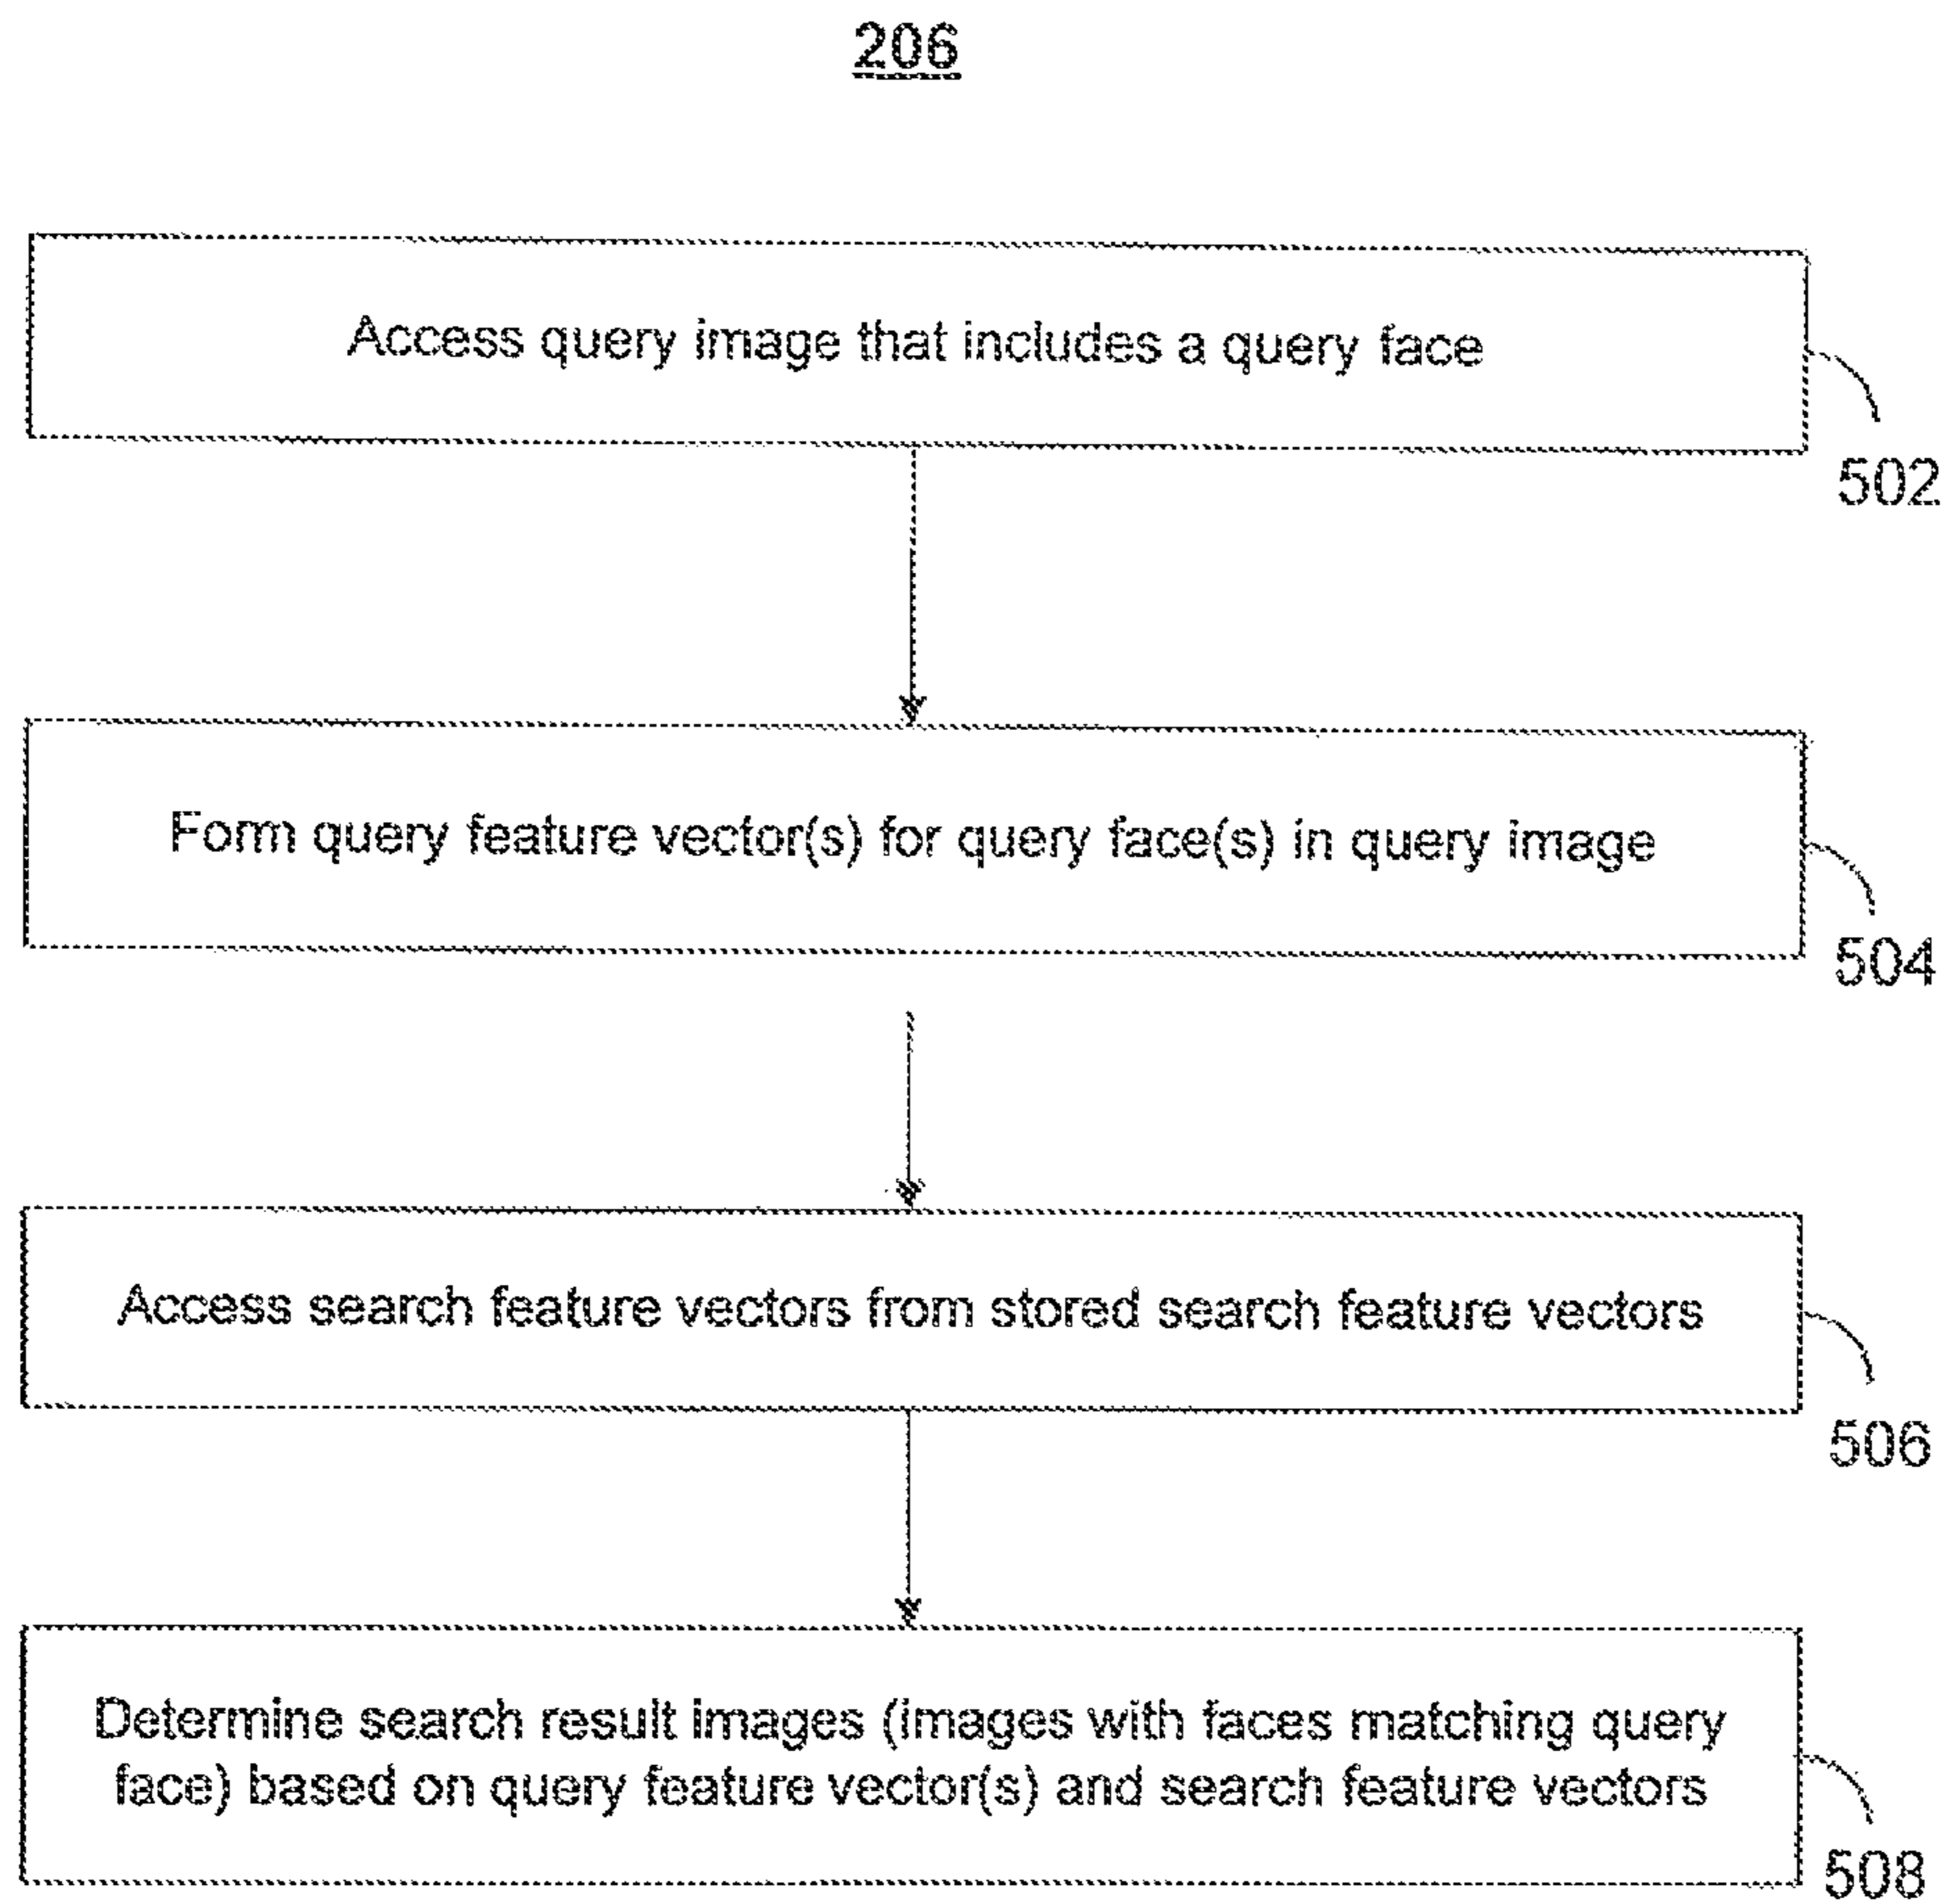 206
Access query image that includes a query face
502
Form query feature vector(s) for query face(s) in query image
504
Access search feature vectors from stored search feature vectors
506
Determine search result images (images with faces matching query
face) based on query feature vector(s) and search feature vectors
508